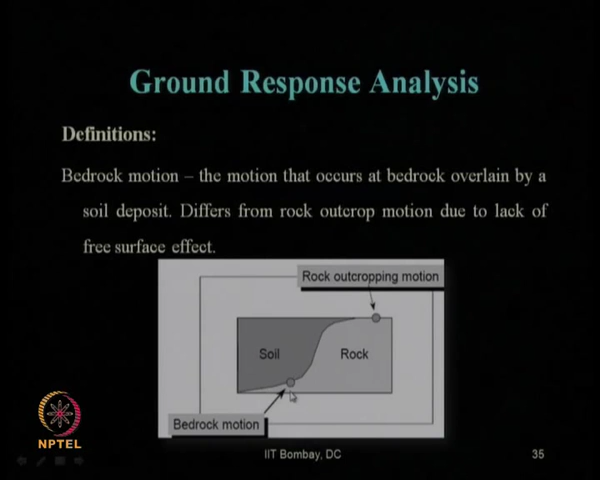 Ground Response Analysis
Definitions:
Bedrock motion – the motion that occurs at bedrock overlain by a
soil deposit. Differs from rock outcrop motion due to lack of
free surface effect.
Rock outcropping motion
Soil
Rock
Bedrock motion
NPTEL
IIT Bombay, DC
35